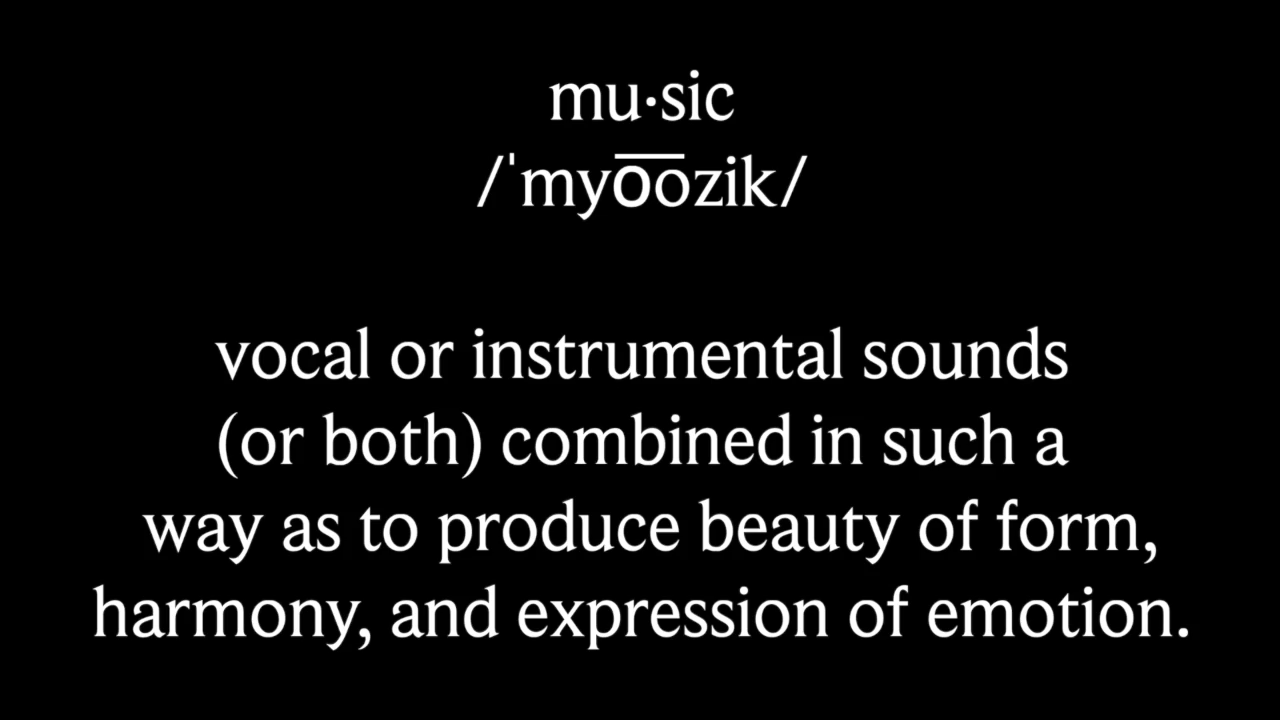 mu·sic
/ˈmyo͞ozik/
vocal or instrumental sounds
(or both) combined in such a
way as to produce beauty of form,
harmony, and expression of emotion.